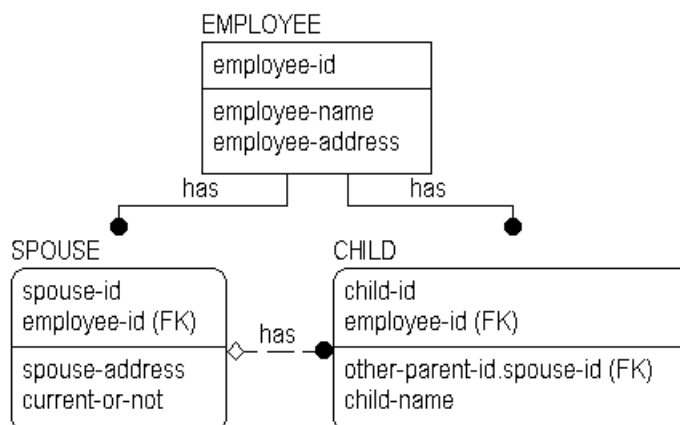 EMPLOYEE
employee-id
employee-name
employee-address
has
has
SPOUSE
spouse-id
employee-id (FK)
spouse-address
current-or-not
has
CHILD
child-id
employee-id (FK)
other-parent-id.spouse-id (FK)
child-name